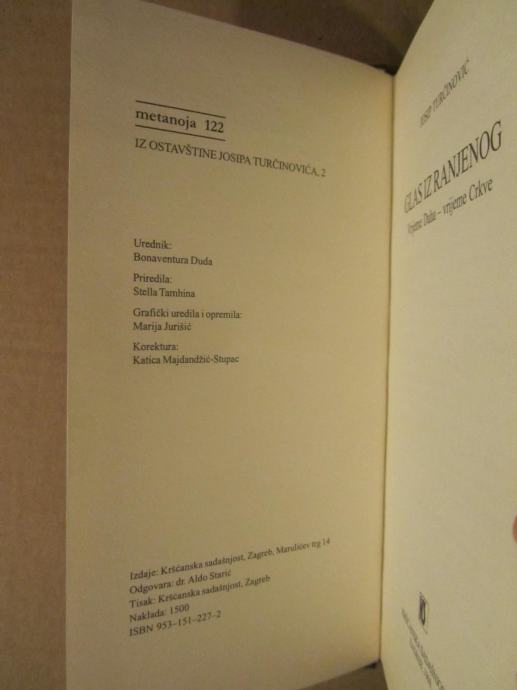 metanoja 122
IZ OSTAVŠTINE JOSIPA TURČINOVIĆA, 2
Urednik:
Bonaventura Duda
Priredila:
Stella Tamhina
Grafički uredila i opremila:
Marija Jurišić
Korektura:
Katica Majdandžić-Stupac
Izdaje: Kršćanska sadašnjost, Zagreb, Marulićev trg 14
Odgovara: dr. Aldo Starić
Tisak: Kršćanska sadašnjost, Zagreb
Naklada: 1500
ISBN 953-151-227-2
JOSIP TURČINOVIĆ
GLAS IZ RANJENOG
Vrijeme Duha – vrijeme Crkve
KRŠĆANSKA SADAŠNJOST